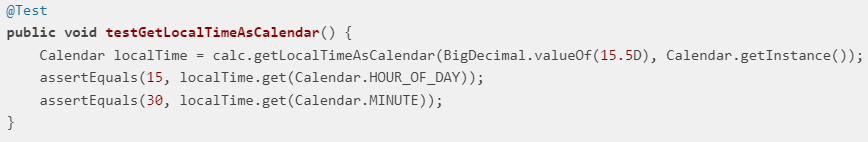 @Test
public void testGetLocalTimeAsCalendar() {
    Calendar localTime = calc.getLocalTimeAsCalendar(BigDecimal.valueOf(15.5D), Calendar.getInstance());
    assertEquals(15, localTime.get(Calendar.HOUR_OF_DAY));
    assertEquals(30, localTime.get(Calendar.MINUTE));
}